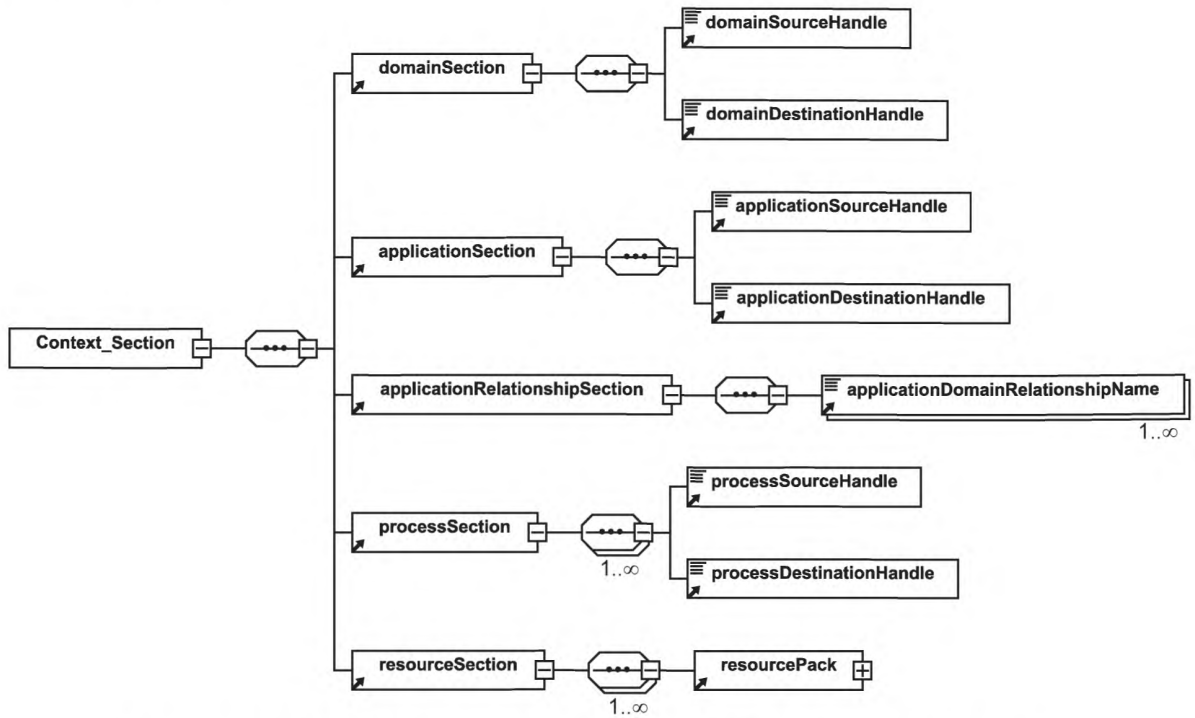 domainSourceHandle
domainSection
domainDestinationHandle
applicationSourceHandle
applicationSection
applicationDestinationHandle
Context_Section
applicationRelationshipSection
applicationDomainRelationshipName
1..∞
processSourceHandle
processSection
1..∞
processDestinationHandle
resourceSection
resourcePack
1..∞